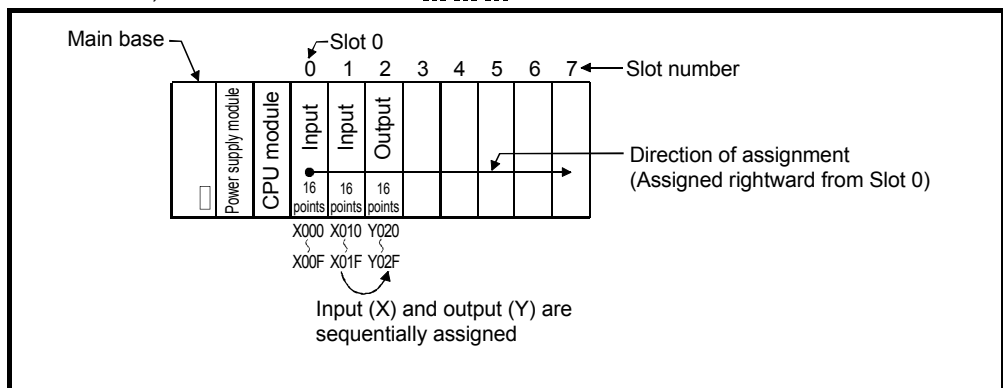 Main base
Slot 0
0 1 2 3 4 5 6 7
Slot number
Power supply module
CPU module
Input
Input
Output
16 points
16 points
16 points
Direction of assignment
(Assigned rightward from Slot 0)
X000 X010 Y020
X00F X01F Y02F
Input (X) and output (Y) are
sequentially assigned